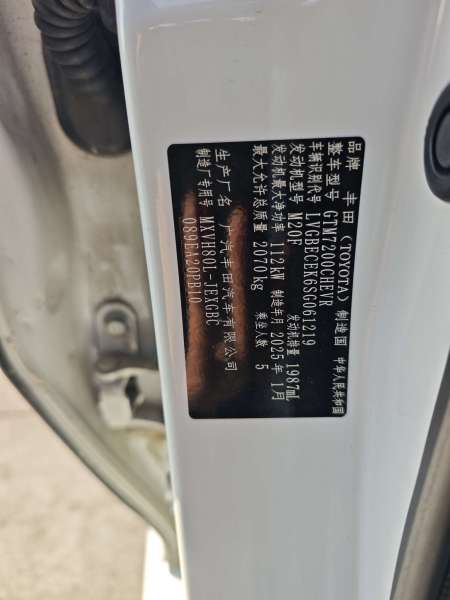 品牌 丰田(TOYOTA) 制造国 中华人民共和国
整车型号 GTM7200CHEVR
车辆识别代号 LVGBECEK6SG061219
发动机型号 M20F 发动机排量 1987mL
发动机最大净功率 112kW 制造年月 2025年1月
最大允许总质量 2070kg 乘坐人数 5
生产厂名 广汽丰田汽车有限公司
制造厂专用号 MXVH80L-JEXGBC
089EA20PB10